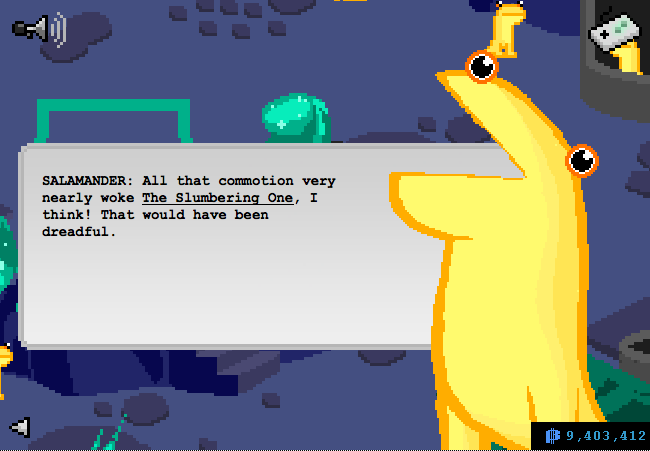 SALAMANDER: All that commotion very
nearly woke The Slumbering One, I
think! That would have been
dreadful.
9,403,412